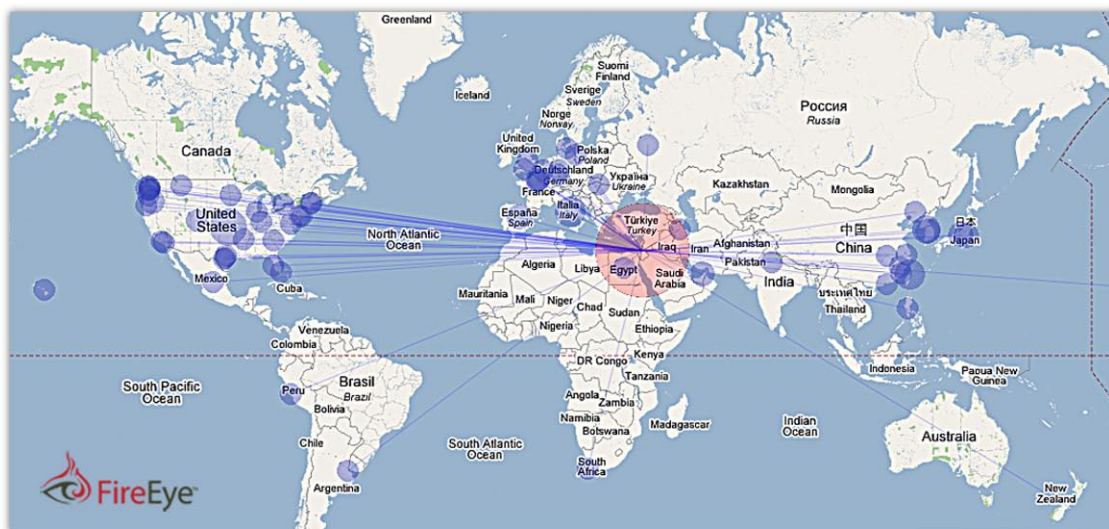 Greenland
Iceland
Suomi
Finland
Sverige
Sweden
Norge
Norway
Россия
Russia
Canada
United
Kingdom
Polska
Poland
Deutschland
Germany
Україна
Ukraine
France
Kazakhstan
Mongolia
Italia
Italy
España
Spain
United
States
North Atlantic
Ocean
Türkiye
Turkey
Iraq
Iran
Afghanistan
Pakistan
中国
China
日本
Japan
Algeria
Libya
Egypt
Saudi
Arabia
India
Mexico
Cuba
Mauritania
Mali
Niger
Chad
Sudan
ประเทศไทย
Thailand
Nigeria
Ethiopia
Venezuela
Colombia
DR Congo
Kenya
Tanzania
Indonesia
Papua New
Guinea
Peru
Brasil
Brazil
Bolivia
South Pacific
Ocean
Angola
Zambia
Namibia
Botswana
Madagascar
Indian
Ocean
Australia
Chile
South Atlantic
Ocean
South
Africa
Argentina
New
Zealand
FireEye